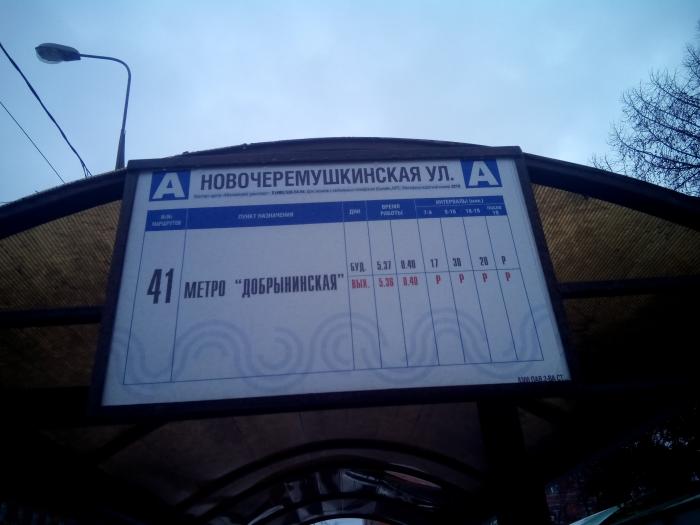 А НОВОЧЕРЕМУШКИНСКАЯ УЛ. А
№№ МАРШРУТОВ ПУНКТ НАЗНАЧЕНИЯ ДНИ ВРЕМЯ РАБОТЫ ИНТЕРВАЛЫ (мин.)
7-9 9-16 16-19 после 19
41 МЕТРО "ДОБРЫНИНСКАЯ" БУД. 5.37 0.40 17 30 20 Р
ВЫХ. 5.38 0.40 Р Р Р Р